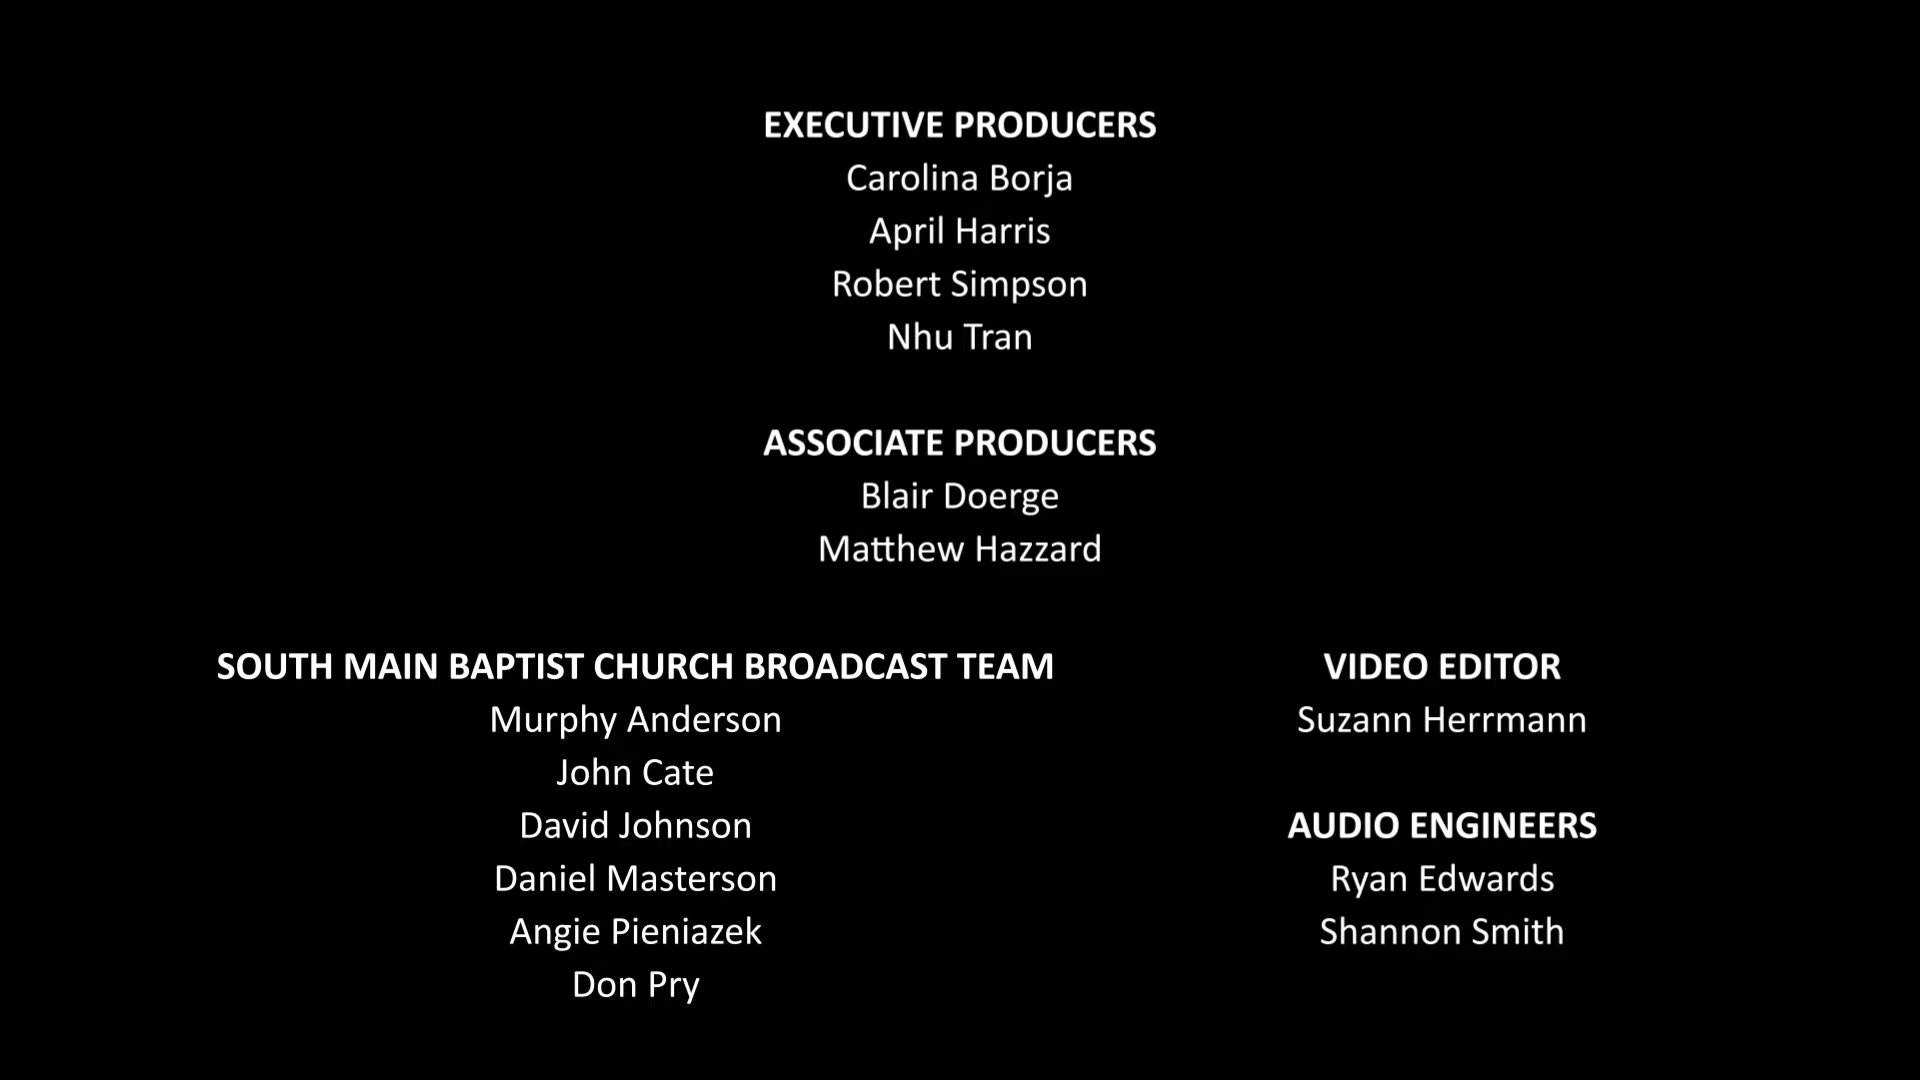 EXECUTIVE PRODUCERS
Carolina Borja
April Harris
Robert Simpson
Nhu Tran
ASSOCIATE PRODUCERS
Blair Doerge
Matthew Hazzard
SOUTH MAIN BAPTIST CHURCH BROADCAST TEAM
Murphy Anderson
John Cate
David Johnson
Daniel Masterson
Angie Pieniazek
Don Pry
VIDEO EDITOR
Suzann Herrmann
AUDIO ENGINEERS
Ryan Edwards
Shannon Smith